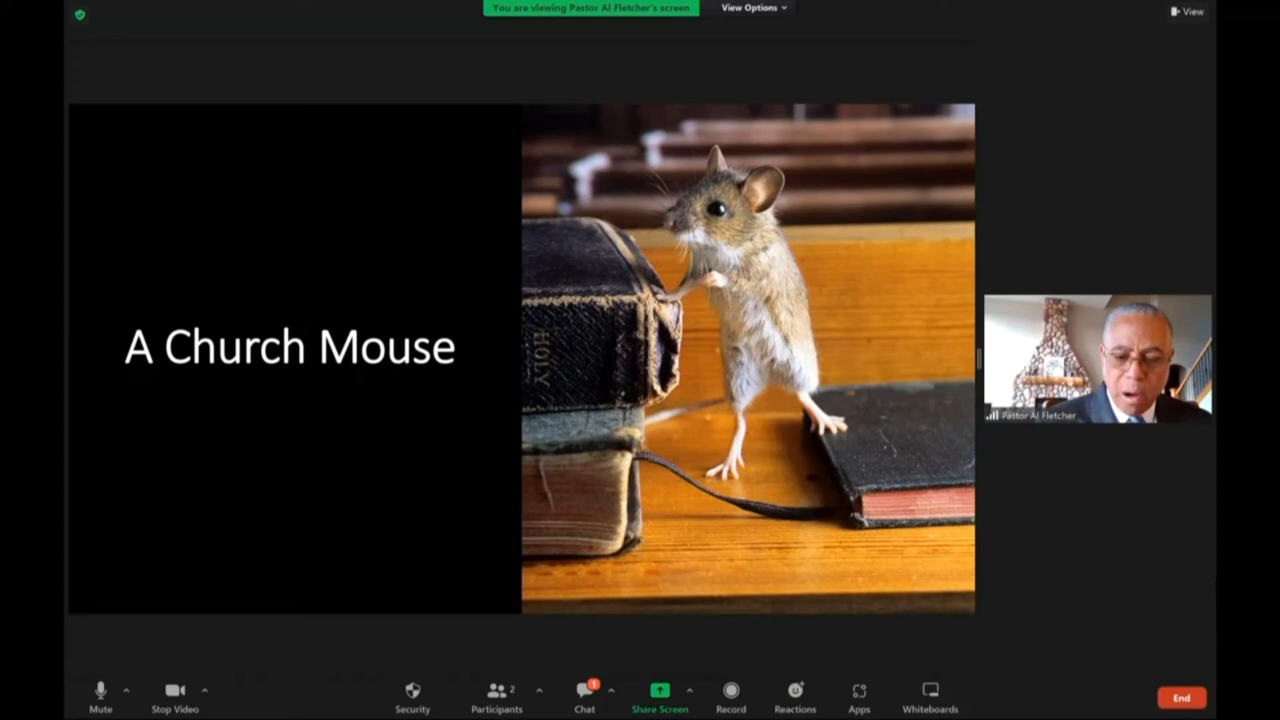 You are viewing Pastor Al Fletcher's screen
View Options
View
A Church Mouse
HOLY
Pastor Al Fletcher
Mute
Stop Video
Security
2
Participants
1
Chat
Share Screen
Record
Reactions
Apps
Whiteboards
End